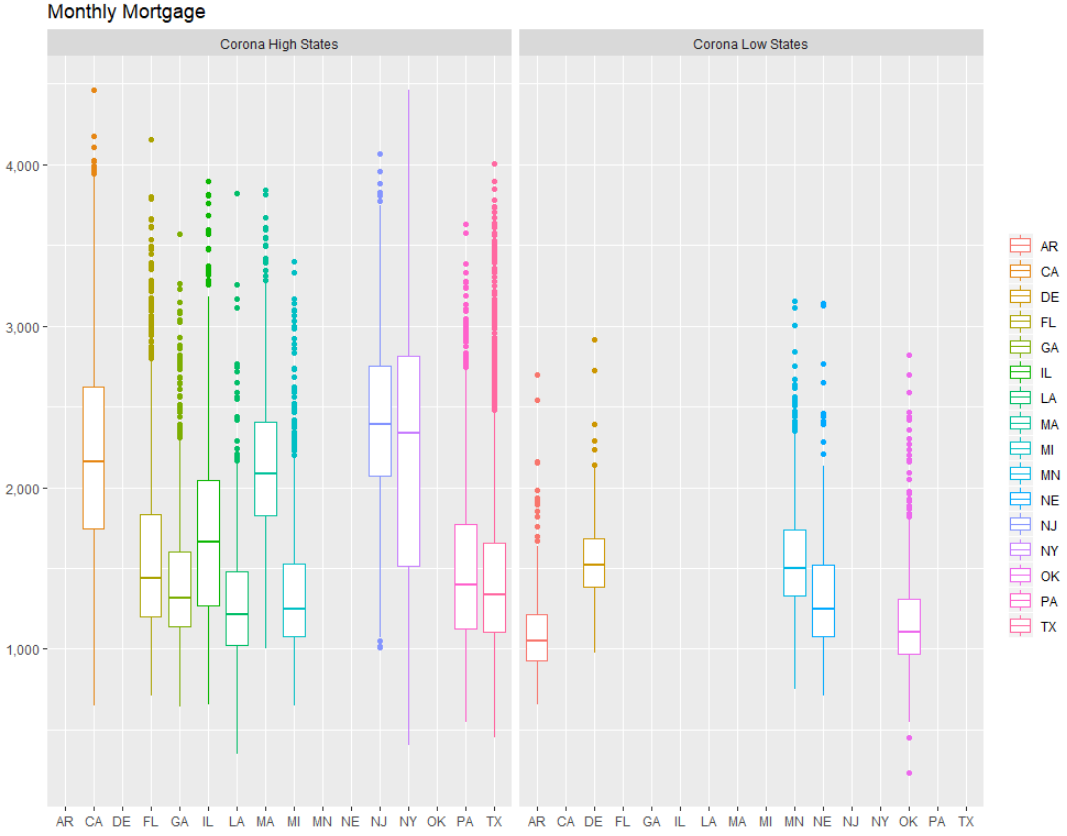 Monthly Mortgage
Corona High States Corona Low States
4,000
3,000
2,000
1,000
AR CA DE FL GA IL LA MA MI MN NE NJ NY OK PA TX AR CA DE FL GA IL LA MA MI MN NE NJ NY OK PA TX
AR
CA
DE
FL
GA
IL
LA
MA
MI
MN
NE
NJ
NY
OK
PA
TX